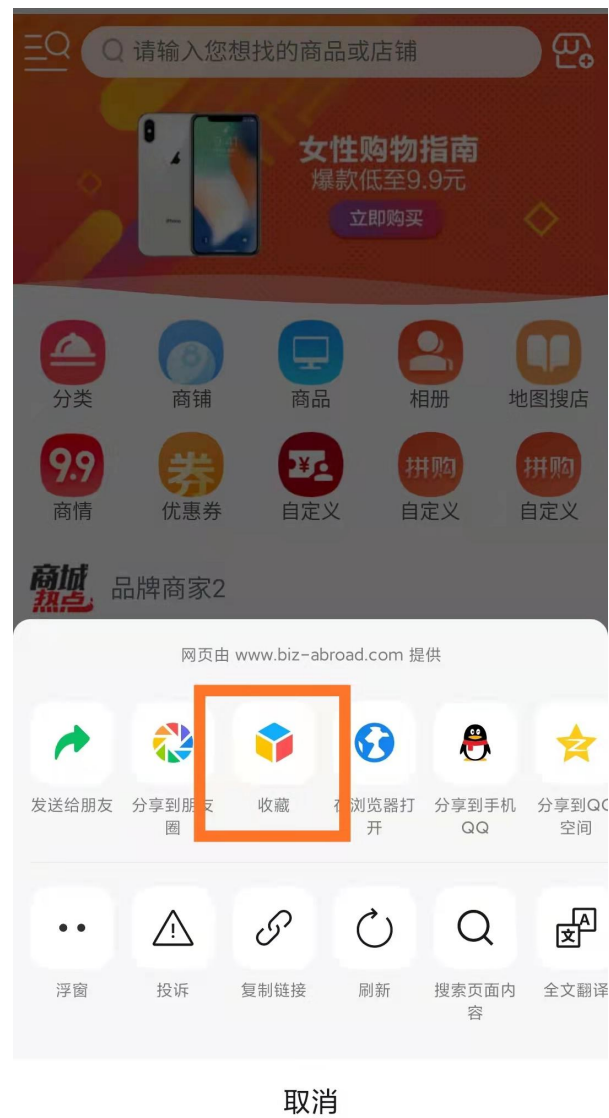 请输入您想找的商品或店铺
女性购物指南
爆款低至9.9元
立即购买
分类 商铺 商品 相册 地图搜店
9.9 券 拼购 拼购
商情 优惠券 自定义 自定义 自定义
商城
热点
品牌商家2
网页由 www.biz-abroad.com 提供
发送给朋友 分享到朋友 收藏 在浏览器打 分享到手机 分享到QQ
圈 开 QQ 空间
浮窗 投诉 复制链接 刷新 搜索页面内 全文翻译
容
取消